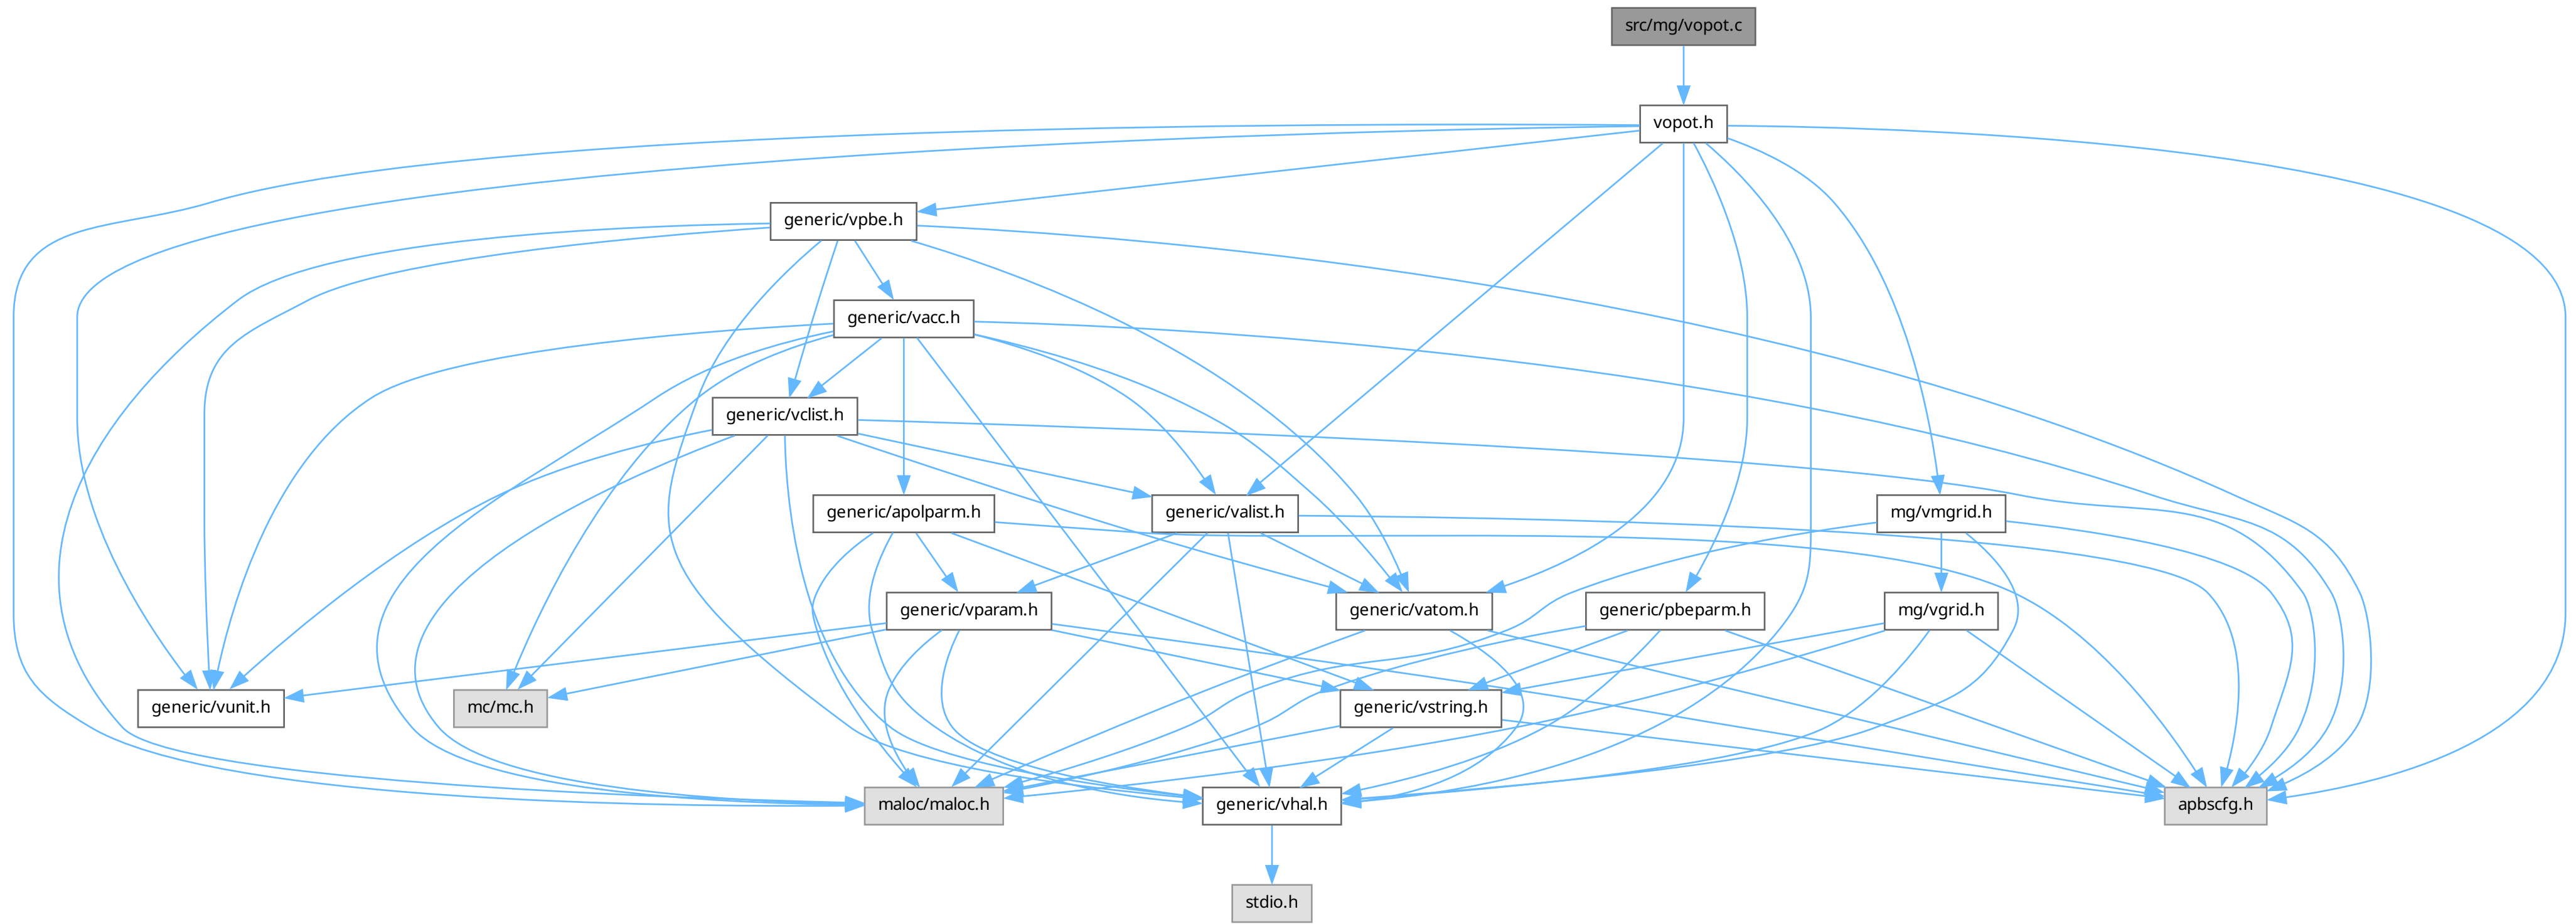 src/mg/vopot.c
vopot.h
generic/vpbe.h
generic/vacc.h
generic/vclist.h
generic/apolparm.h
generic/valist.h
mg/vmgrid.h
generic/vparam.h
generic/vatom.h
generic/pbeparm.h
mg/vgrid.h
generic/vunit.h
mc/mc.h
generic/vstring.h
maloc/maloc.h
generic/vhal.h
apbscfg.h
stdio.h